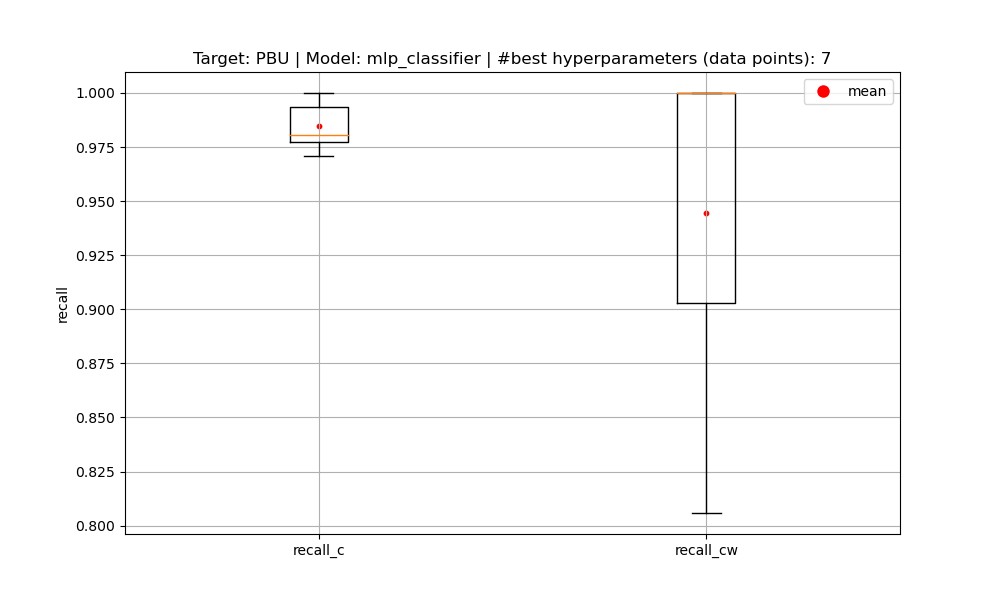 Target: PBU | Model: mlp_classifier | #best hyperparameters (data points): 7
mean
1.000
0.975
0.950
0.925
0.900
0.875
0.850
0.825
0.800
recall
recall_c
recall_cw